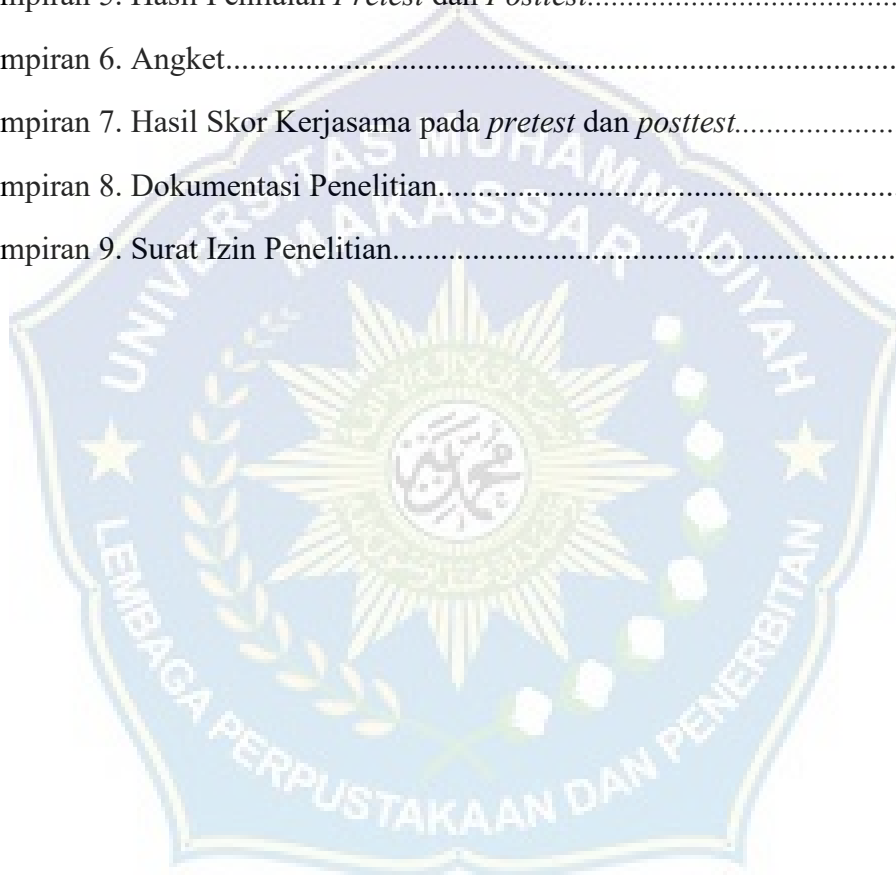 mpiran 5. Hasil Penilaian Pretest dan Posttest..............................
mpiran 6. Angket..........................................................................................
mpiran 7. Hasil Skor Kerjasama pada pretest dan posttest....................
mpiran 8. Dokumentasi Penelitian.............................................................
mpiran 9. Surat Izin Penelitian...................................................................
UNIVERSITAS MUHAMMADIYAH
MAKASSAR
LEMBAGA PERPUSTAKAAN DAN PENERBITAN